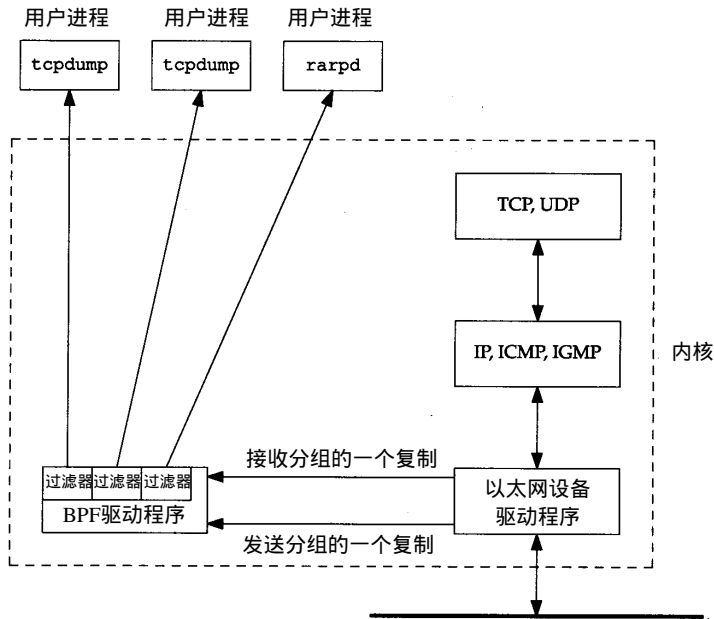 用户进程
用户进程
用户进程
tcpdump
tcpdump
rarpd
TCP, UDP
IP, ICMP, IGMP
内核
接收分组的一个复制
过滤器
过滤器
过滤器
BPF驱动程序
以太网设备
驱动程序
发送分组的一个复制